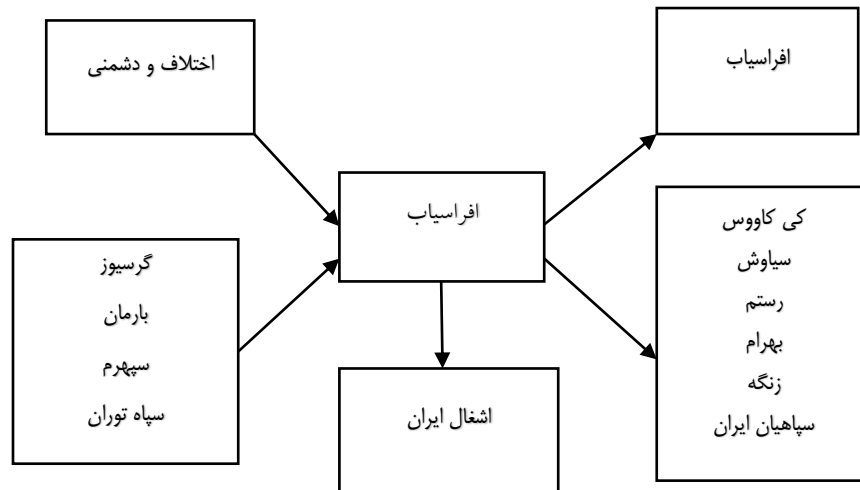 اختلاف و دشمنی
افراسیاب
افراسیاب
گرسیوز
بارمان
سپهرم
سپاه توران
کی کاووس
سیاوش
رستم
بهرام
زنگه
سپاهیان ایران
اشغال ایران